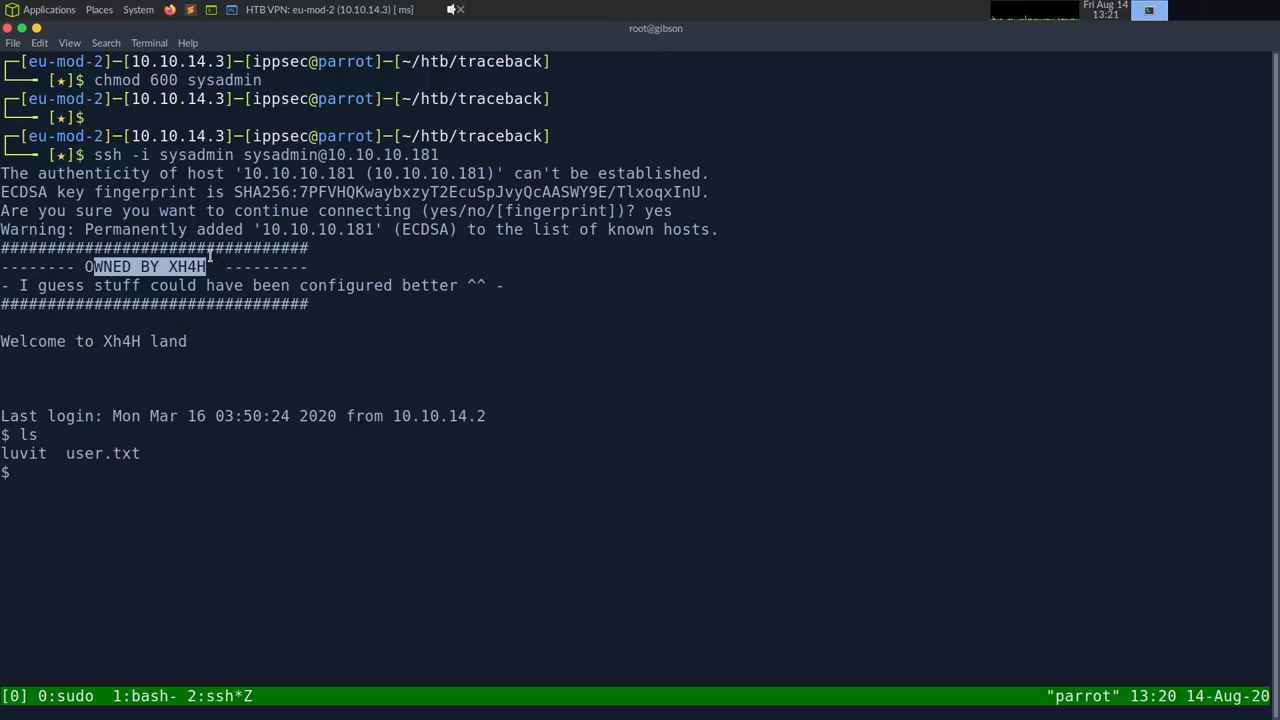 Applications Places System HTB VPN: eu-mod-2 (10.10.14.3) [ ms] Fri Aug 14
13:21
root@gibson
File Edit View Search Terminal Help
┌─[eu-mod-2]─[10.10.14.3]─[ippsec@parrot]─[~/htb/traceback]
└──╼ [★]$ chmod 600 sysadmin
┌─[eu-mod-2]─[10.10.14.3]─[ippsec@parrot]─[~/htb/traceback]
└──╼ [★]$
┌─[eu-mod-2]─[10.10.14.3]─[ippsec@parrot]─[~/htb/traceback]
└──╼ [★]$ ssh -i sysadmin sysadmin@10.10.10.181
The authenticity of host '10.10.10.181 (10.10.10.181)' can't be established.
ECDSA key fingerprint is SHA256:7PFVHQKwaybxzyT2EcuSpJvyQcAASWY9E/TlxoqxInU.
Are you sure you want to continue connecting (yes/no/[fingerprint])? yes
Warning: Permanently added '10.10.10.181' (ECDSA) to the list of known hosts.
#################################
-------- OWNED BY XH4H  ---------
- I guess stuff could have been configured better ^^ -
#################################
Welcome to Xh4H land
Last login: Mon Mar 16 03:50:24 2020 from 10.10.14.2
$ ls
luvit  user.txt
$
[0] 0:sudo  1:bash- 2:ssh*Z "parrot" 13:20 14-Aug-20